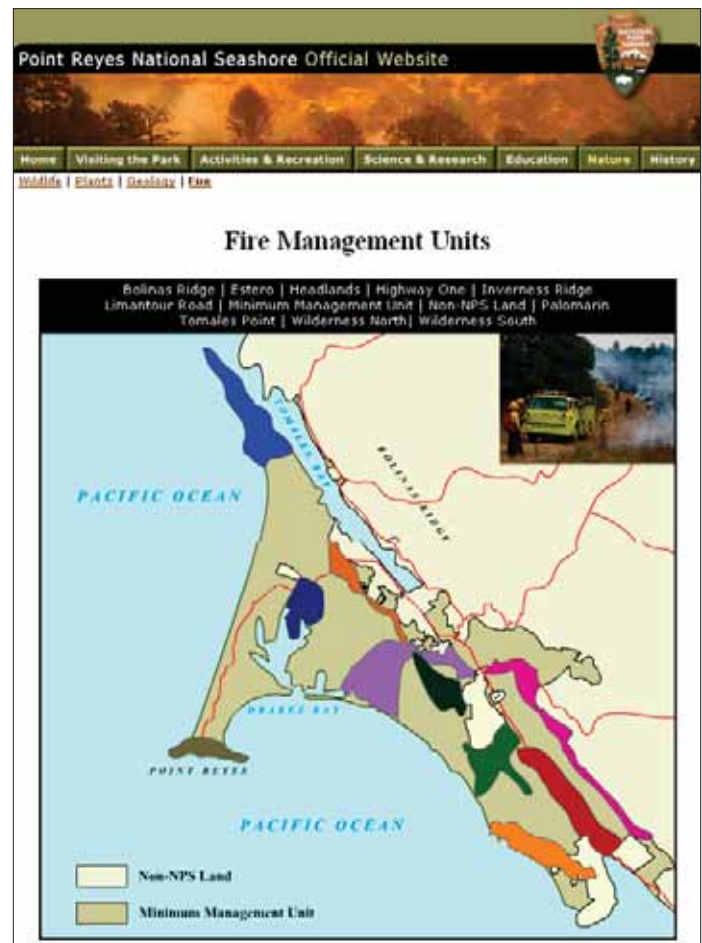 NATIONAL
PARK
SERVICE
Point Reyes National Seashore Official Website
Home Visiting the Park Activities & Recreation Science & Research Education Nature History
Wildlife | Plants | Geology | Fire
Fire Management Units
Bolinas Ridge | Estero | Headlands | Highway One | Inverness Ridge
Limantour Road | Minimum Management Unit | Non-NPS Land | Palomarin
Tomales Point | Wilderness North| Wilderness South
TOMALES BAY
BOLINAS RIDGE
PACIFIC OCEAN
DRAKES BAY
POINT REYES
PACIFIC OCEAN
Non-NPS Land
Minimum Management Unit